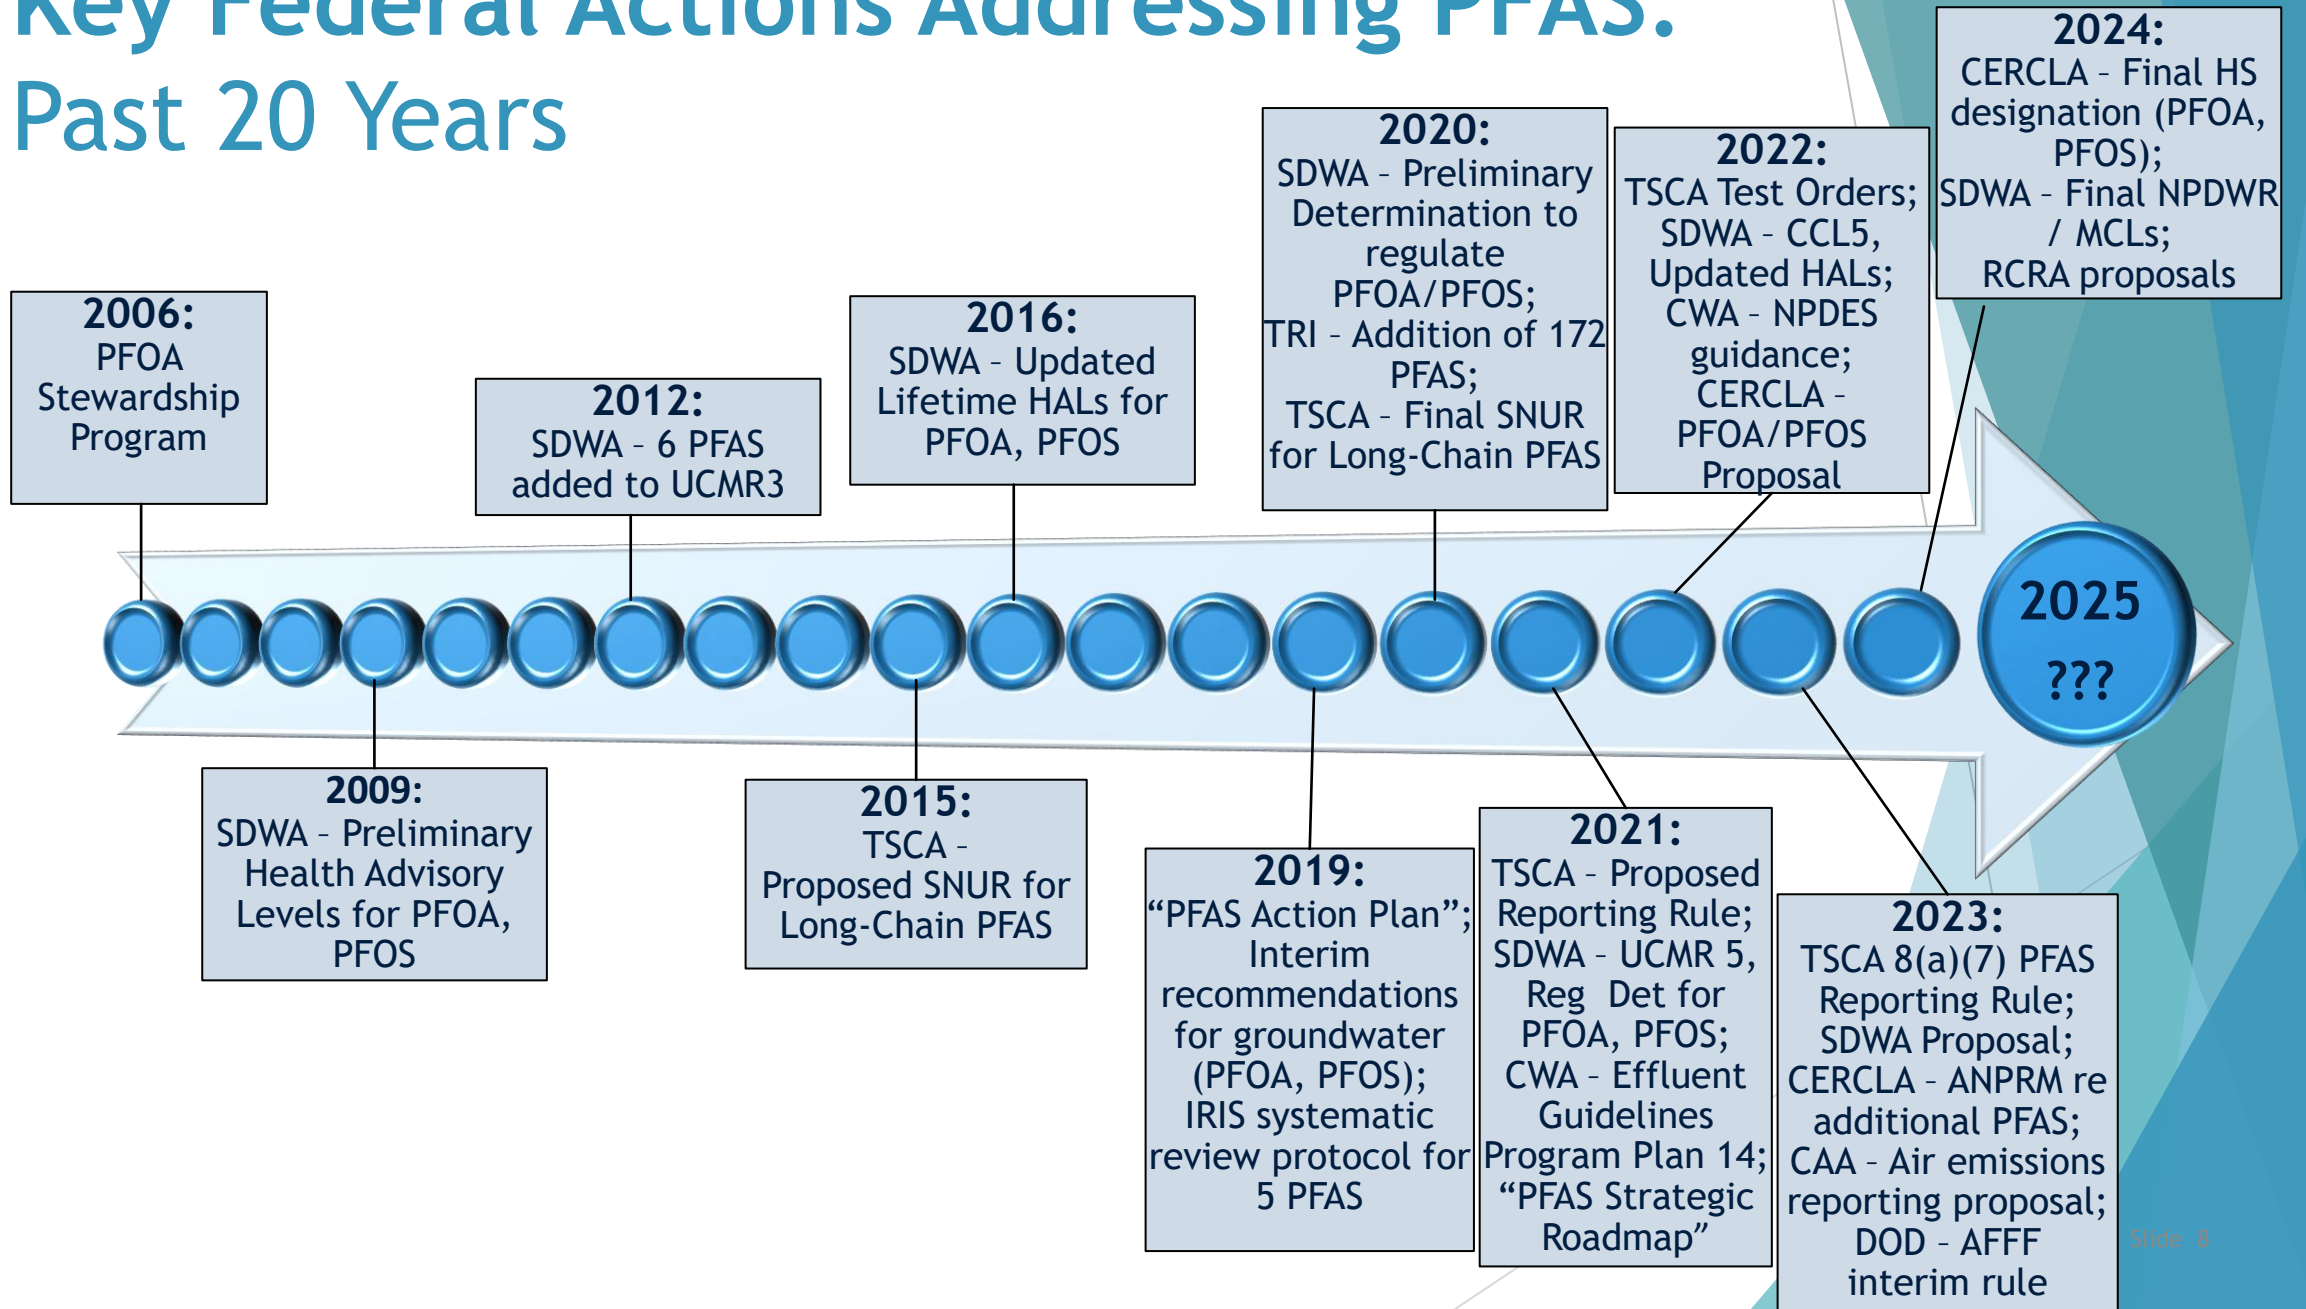 Key Federal Actions Addressing PFAS:
Past 20 Years
2006:
PFOA
Stewardship
Program
2009:
SDWA – Preliminary
Health Advisory
Levels for PFOA,
PFOS
2012:
SDWA – 6 PFAS
added to UCMR3
2015:
TSCA –
Proposed SNUR for
Long-Chain PFAS
2016:
SDWA – Updated
Lifetime HALs for
PFOA, PFOS
2019:
“PFAS Action Plan”;
Interim
recommendations
for groundwater
(PFOA, PFOS);
IRIS systematic
review protocol for
5 PFAS
2020:
SDWA – Preliminary
Determination to
regulate
PFOA/PFOS;
TRI – Addition of 172
PFAS;
TSCA – Final SNUR
for Long-Chain PFAS
2021:
TSCA – Proposed
Reporting Rule;
SDWA – UCMR 5,
Reg  Det for
PFOA, PFOS;
CWA – Effluent
Guidelines
Program Plan 14;
“PFAS Strategic
Roadmap”
2022:
TSCA Test Orders;
SDWA – CCL5,
Updated HALs;
CWA – NPDES
guidance;
CERCLA –
PFOA/PFOS
Proposal
2023:
TSCA 8(a)(7) PFAS
Reporting Rule;
SDWA Proposal;
CERCLA – ANPRM re
additional PFAS;
CAA – Air emissions
reporting proposal;
DOD – AFFF
interim rule
2024:
CERCLA – Final HS
designation (PFOA,
PFOS);
SDWA – Final NPDWR
/ MCLs;
RCRA proposals
2025
???
Slide 8